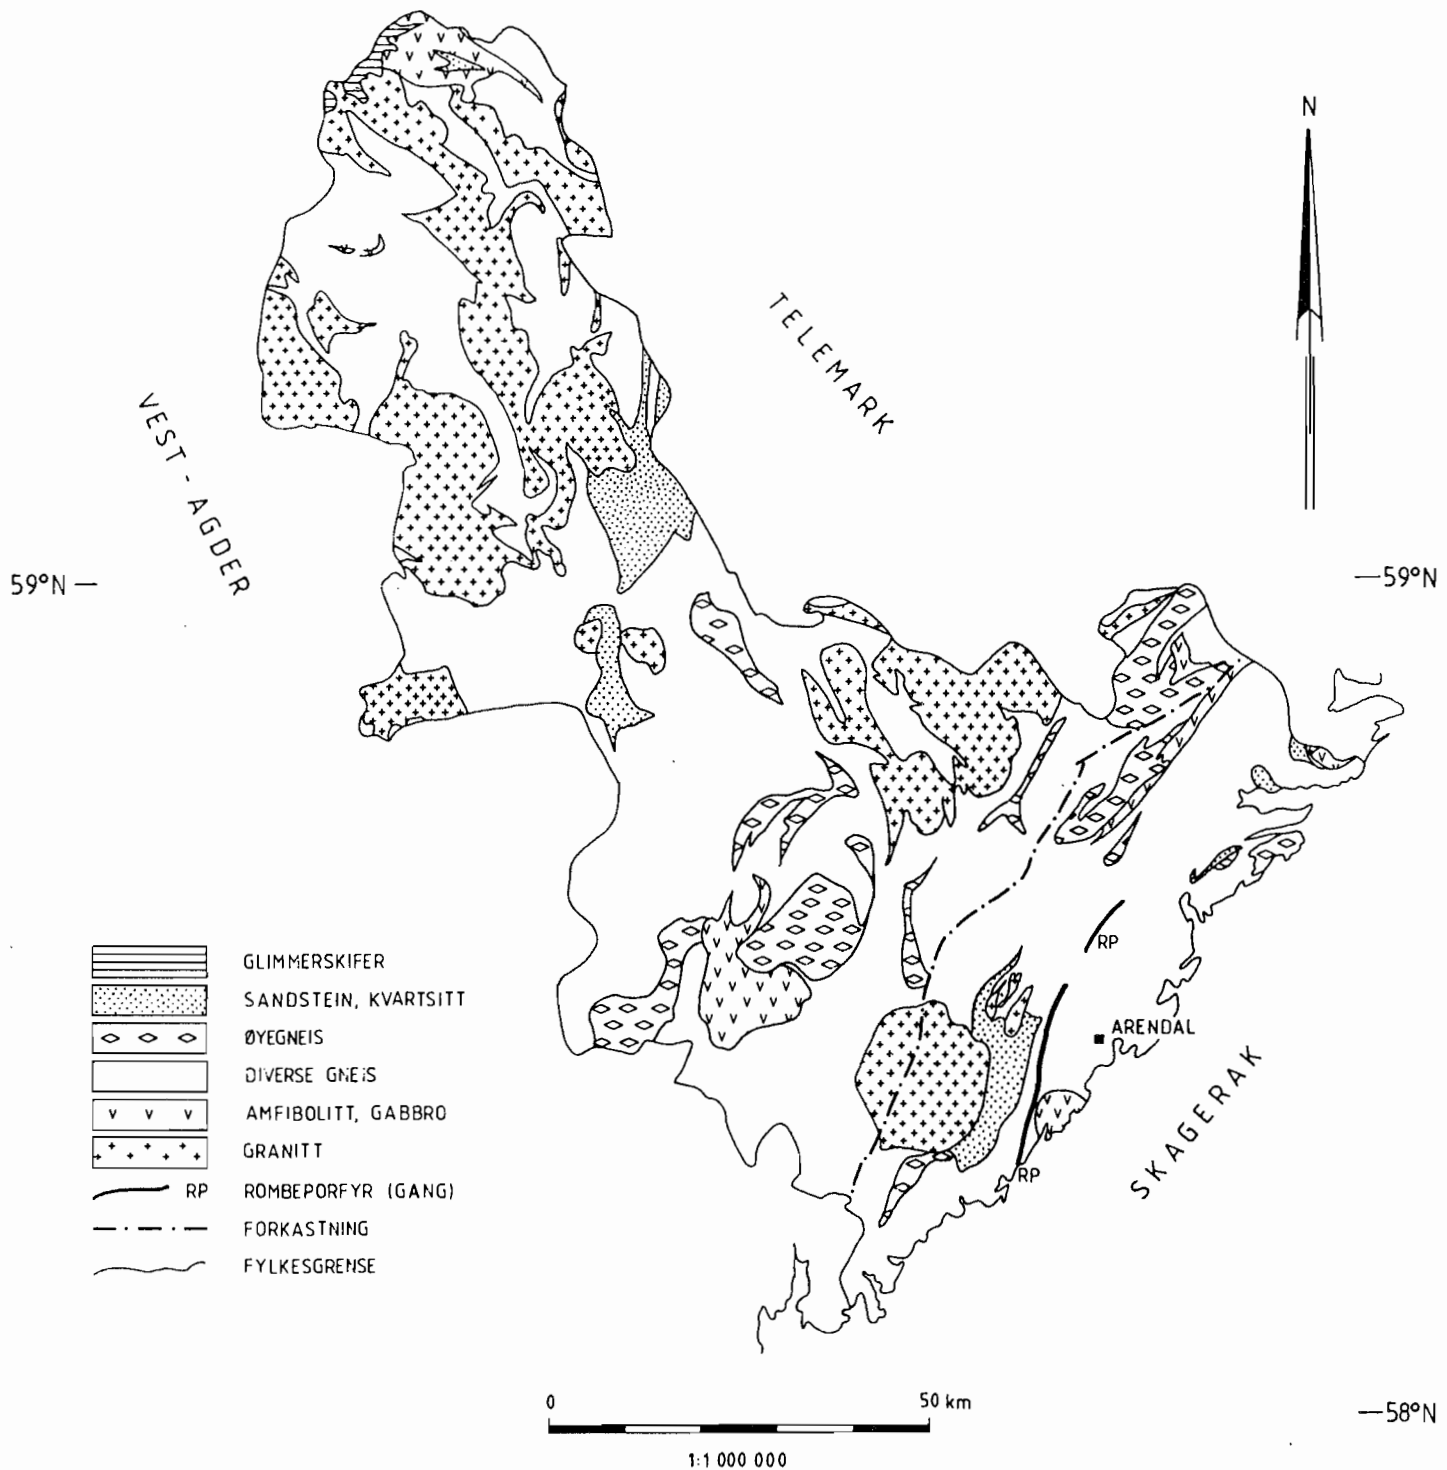 N
TELEMARK
VEST-AGDER
59°N —
—59°N
RP
ARENDAL
SKAGERAK
RP
GLIMMERSKIFER
SANDSTEIN, KVARTSITT
ØYEGNEIS
DIVERSE GNEIS
AMFIBOLITT, GABBRO
GRANITT
RP ROMBEPORFYR (GANG)
FORKASTNING
FYLKESGRENSE
0 50 km
1:1 000 000
—58°N